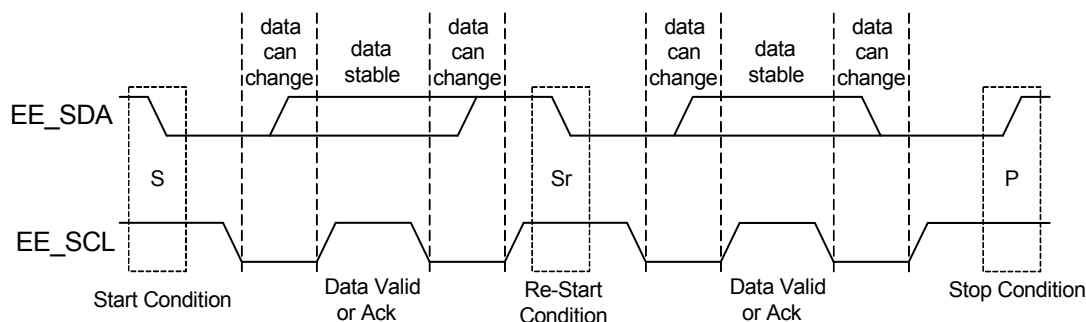 data
can
change
data
stable
data
can
change
data
can
change
data
stable
data
can
change
EE_SDA
S
Sr
P
EE_SCL
Start Condition
Data Valid
or Ack
Re-Start
Condition
Data Valid
or Ack
Stop Condition